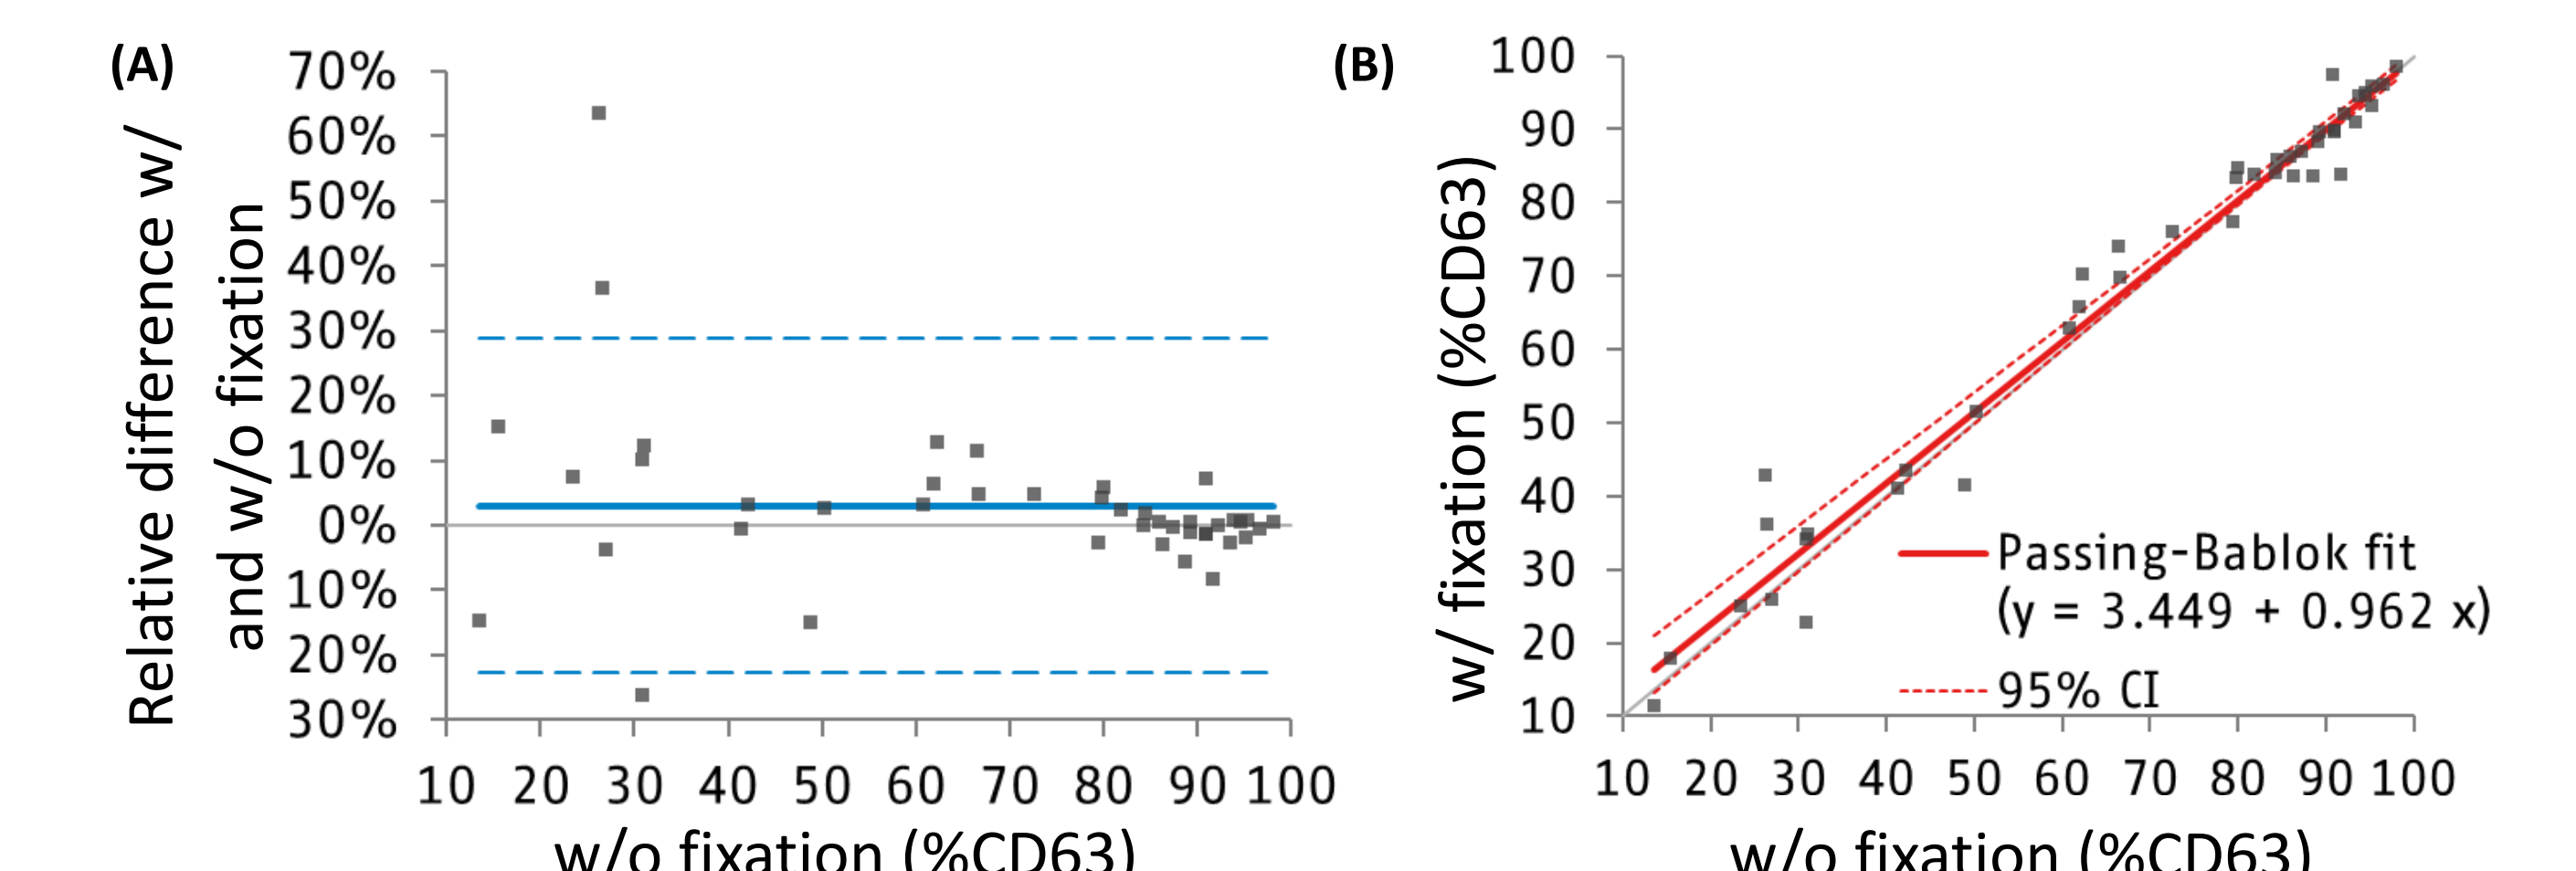 (A)
Relative difference w/
and w/o fixation
70%
60%
50%
40%
30%
20%
10%
0%
10%
20%
30%
10 20 30 40 50 60 70 80 90 100
w/o fixation (%CD63)
(B)
w/ fixation (%CD63)
100
90
80
70
60
50
40
30
20
10
Passing-Bablok fit
(y = 3.449 + 0.962 x)
95% CI
10 20 30 40 50 60 70 80 90 100
w/o fixation (%CD63)